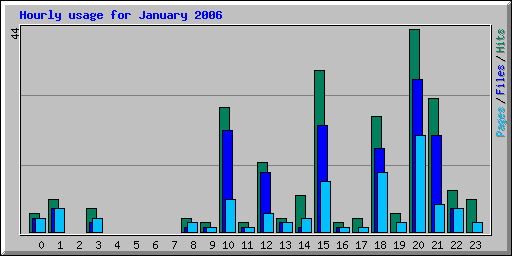 Hourly usage for January 2006
44
Pages / Files / Hits
0 1 2 3 4 5 6 7 8 9 10 11 12 13 14 15 16 17 18 19 20 21 22 23